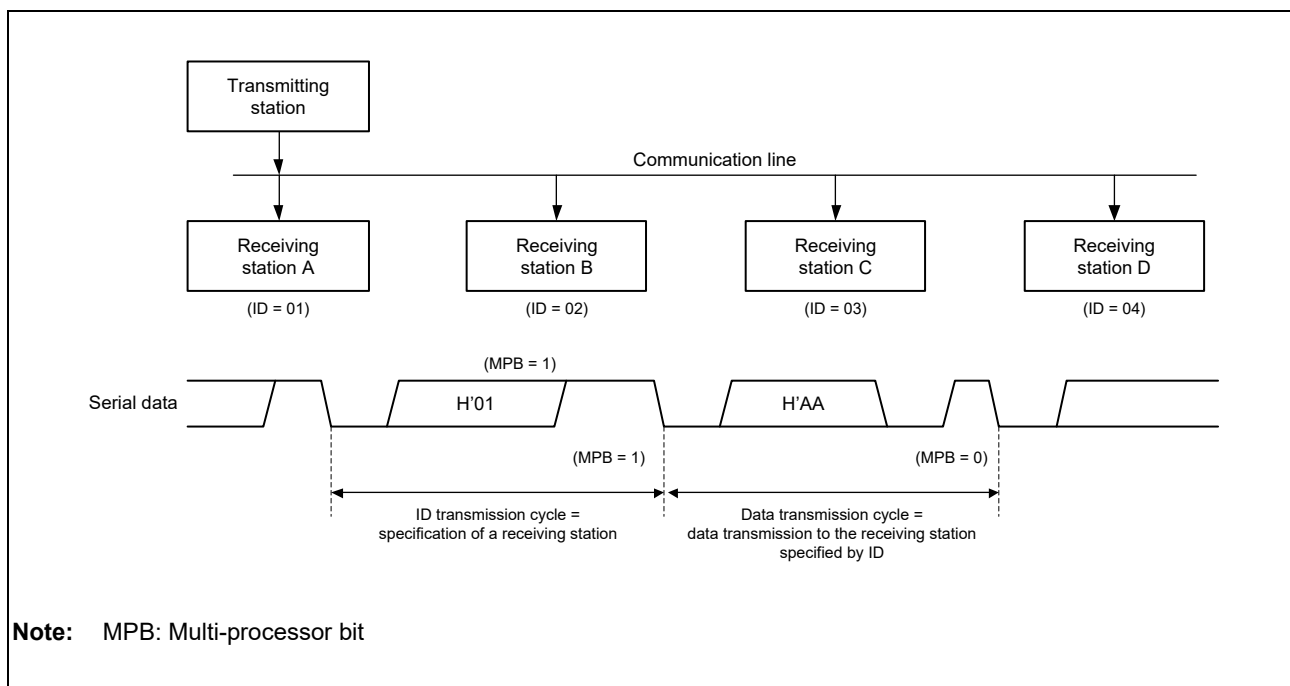 Transmitting
station
Communication line
Receiving
station A
Receiving
station B
Receiving
station C
Receiving
station D
(ID = 01)
(ID = 02)
(ID = 03)
(ID = 04)
(MPB = 1)
Serial data
H'01
H'AA
(MPB = 1)
(MPB = 0)
ID transmission cycle =
specification of a receiving station
Data transmission cycle =
data transmission to the receiving station
specified by ID
Note: MPB: Multi-processor bit